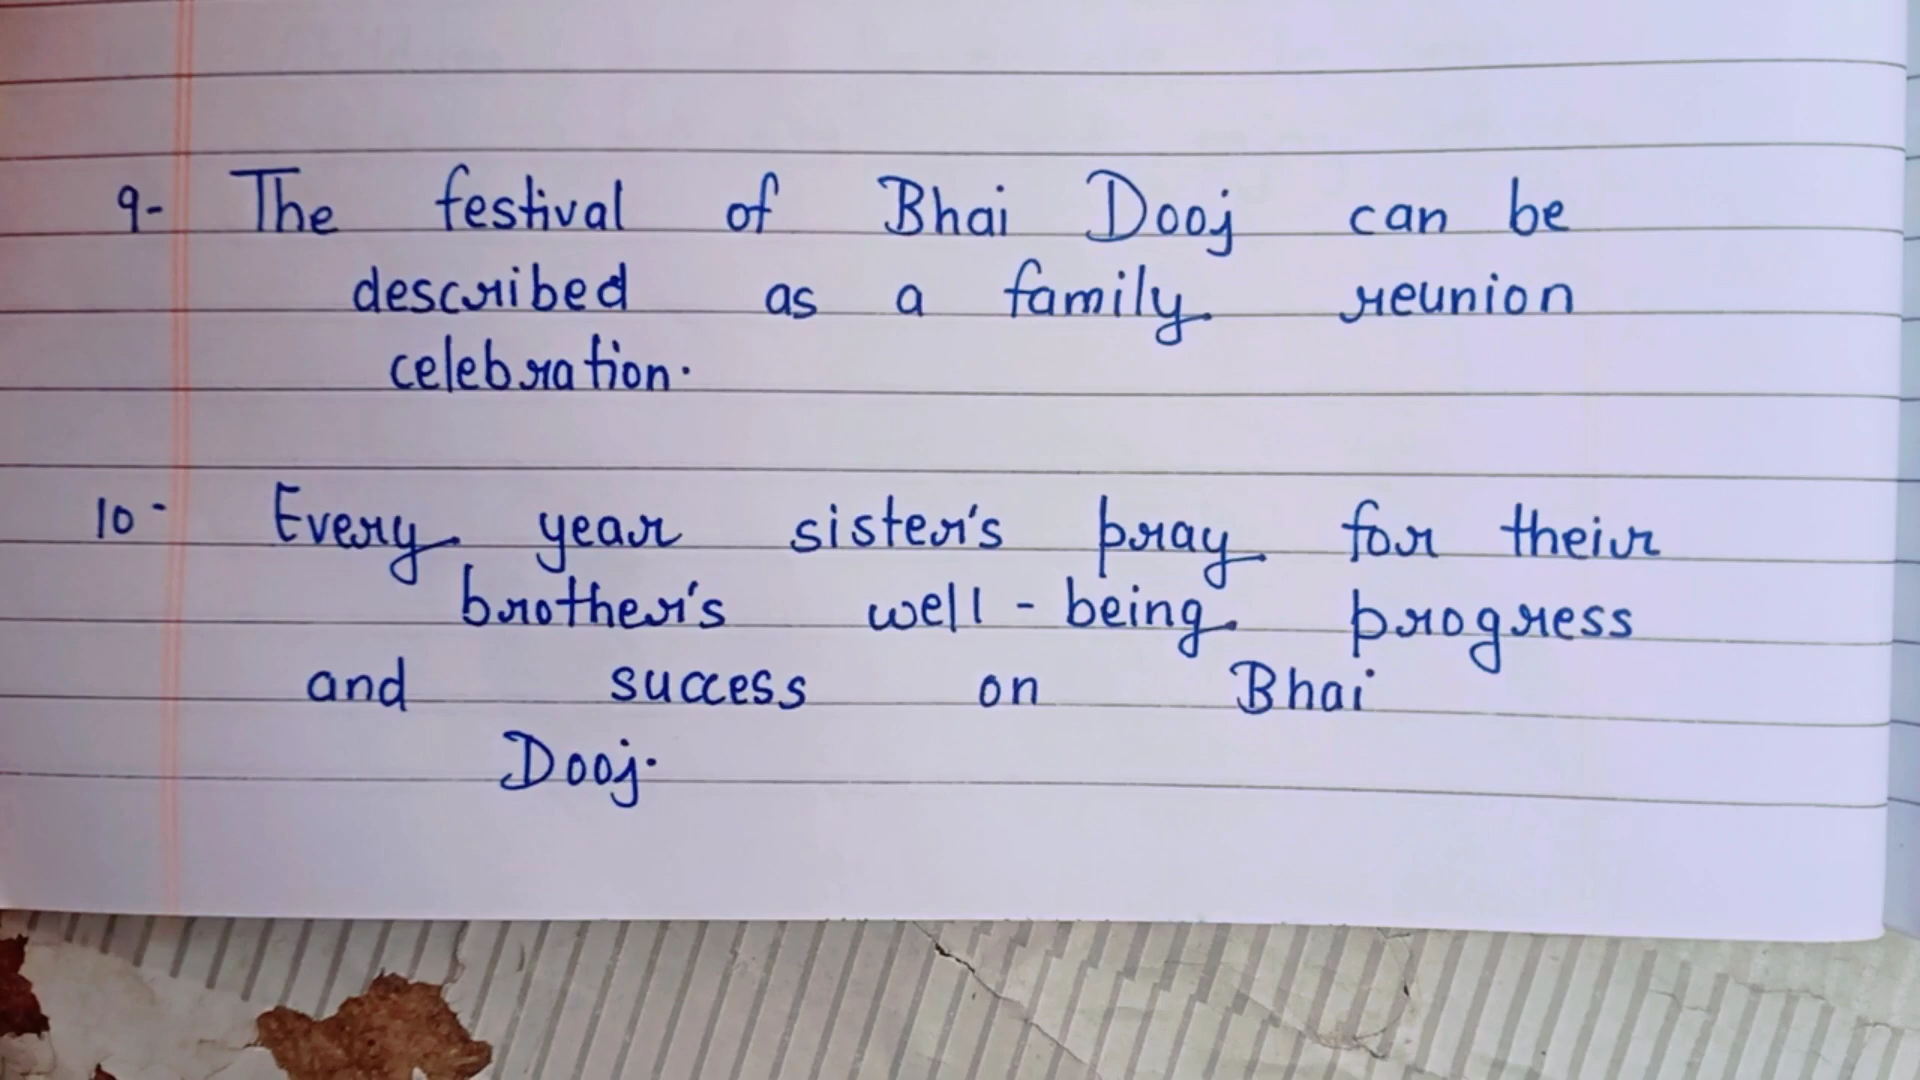 9- The festival of Bhai Dooj can be
described as a family reunion
celebration.
10- Every year sister's pray for their
brother's well-being progress
and success on Bhai
Dooj.